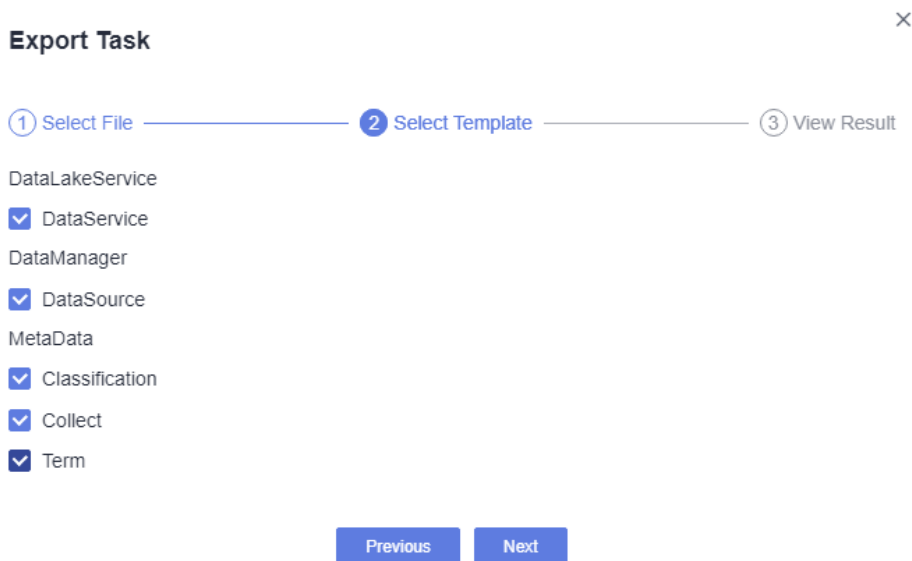 Export Task
1 Select File 2 Select Template 3 View Result
DataLakeService
DataService
DataManager
DataSource
MetaData
Classification
Collect
Term
Previous Next